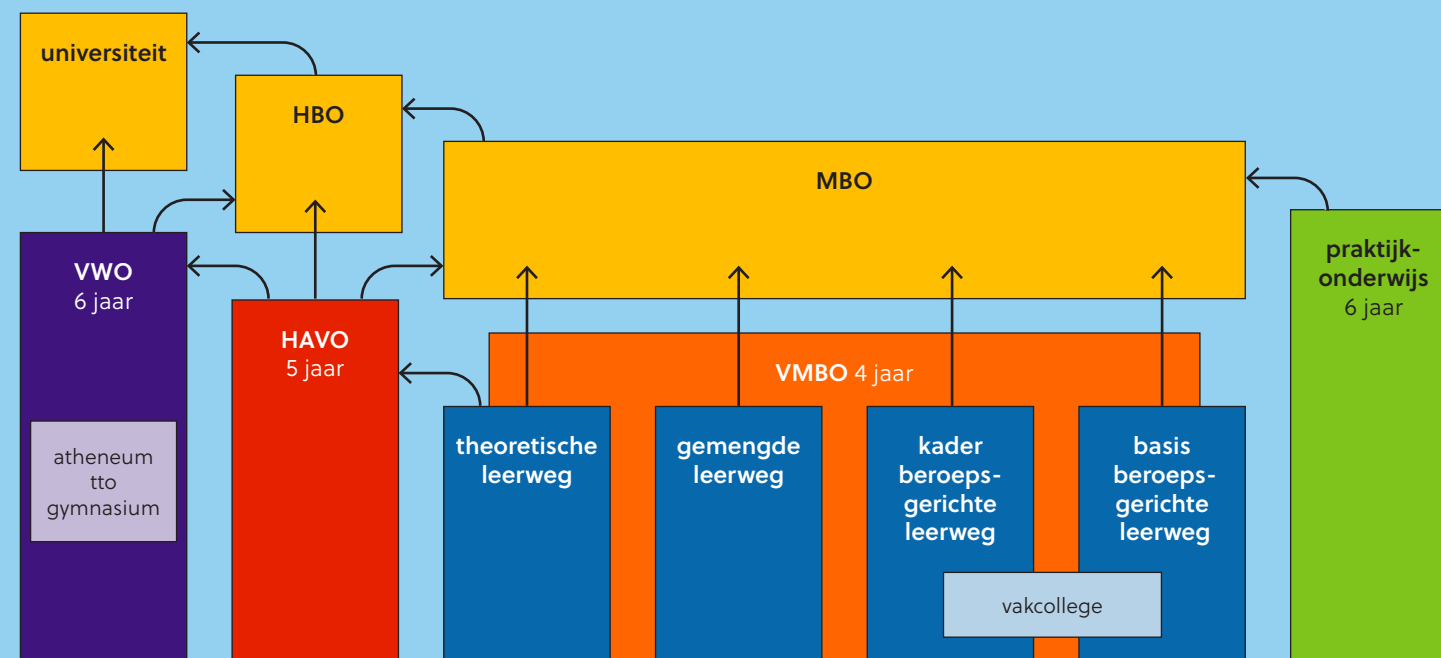 universiteit
HBO
MBO
VWO
6 jaar
atheneum
tto
gymnasium
HAVO
5 jaar
VMBO 4 jaar
theoretische
leerweg
gemengde
leerweg
kader
beroeps-
gerichte
leerweg
basis
beroeps-
gerichte
leerweg
vakcollege
praktijk-
onderwijs
6 jaar